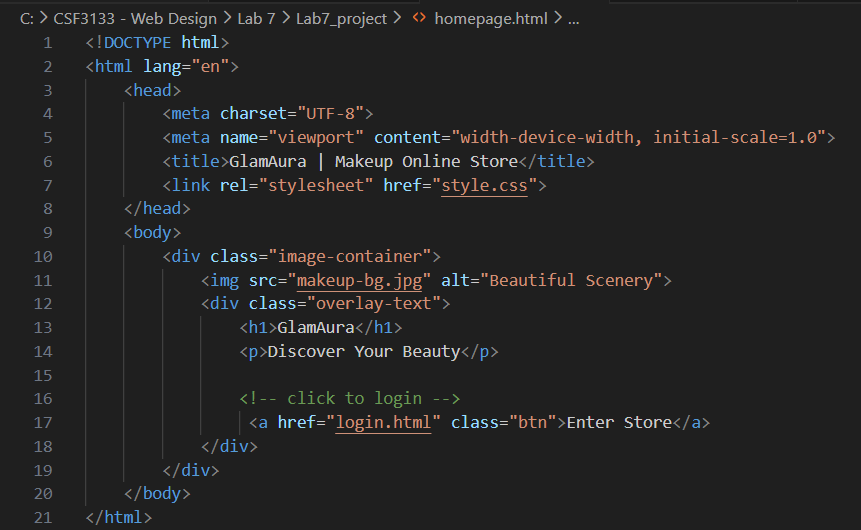 C: > CSF3133 - Web Design > Lab 7 > Lab7_project > <> homepage.html > ...
1 <!DOCTYPE html>
2 <html lang="en">
3 <head>
4 <meta charset="UTF-8">
5 <meta name="viewport" content="width-device-width, initial-scale=1.0">
6 <title>GlamAura | Makeup Online Store</title>
7 <link rel="stylesheet" href="style.css">
8 </head>
9 <body>
10 <div class="image-container">
11 <img src="makeup-bg.jpg" alt="Beautiful Scenery">
12 <div class="overlay-text">
13 <h1>GlamAura</h1>
14 <p>Discover Your Beauty</p>
15
16 <!-- click to login -->
17 <a href="login.html" class="btn">Enter Store</a>
18 </div>
19 </div>
20 </body>
21 </html>